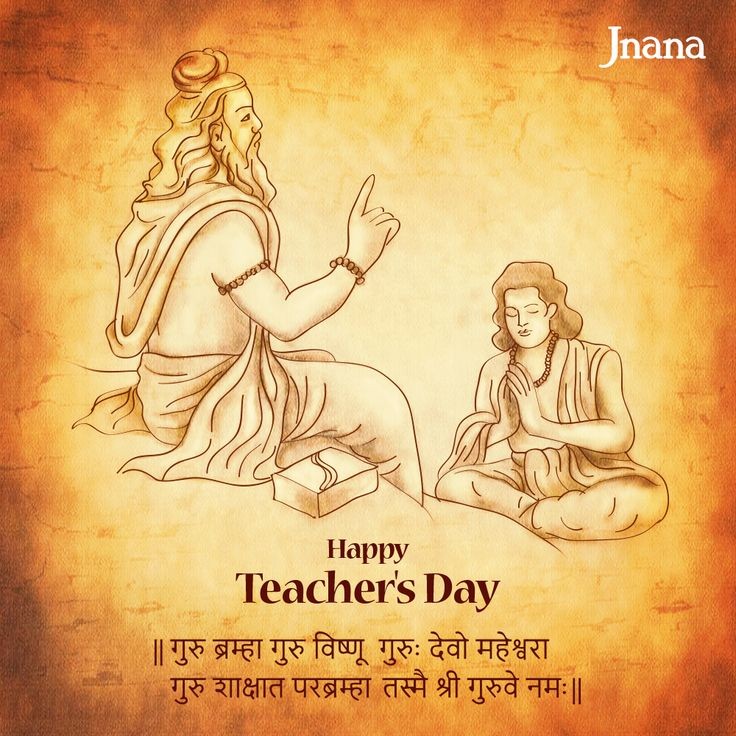 Jnana
Happy
Teacher's Day
|| गुरु ब्रम्हा गुरु विष्णू गुरुः देवो महेश्वरा
गुरु शाक्षात परब्रम्हा तस्मै श्री गुरुवे नमः||